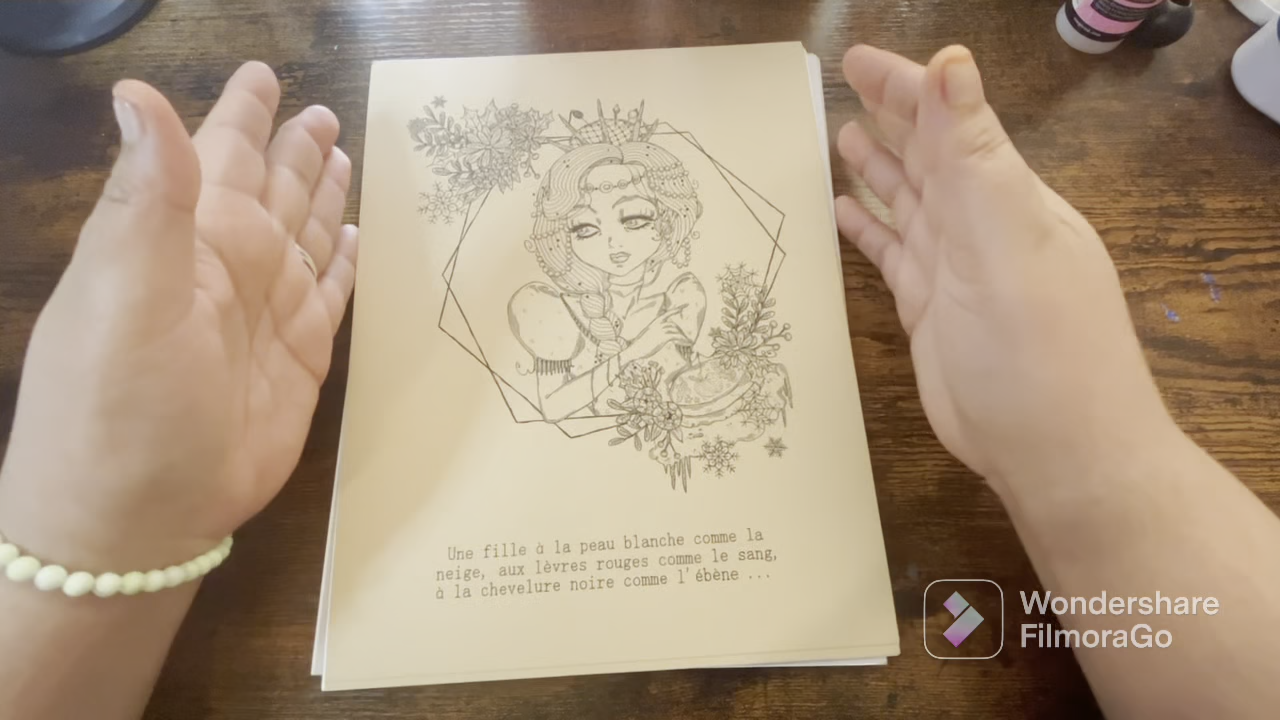 Une fille à la peau blanche comme la
neige, aux lèvres rouges comme le sang,
à la chevelure noire comme l'ébène ...
Wondershare
FilmoraGo